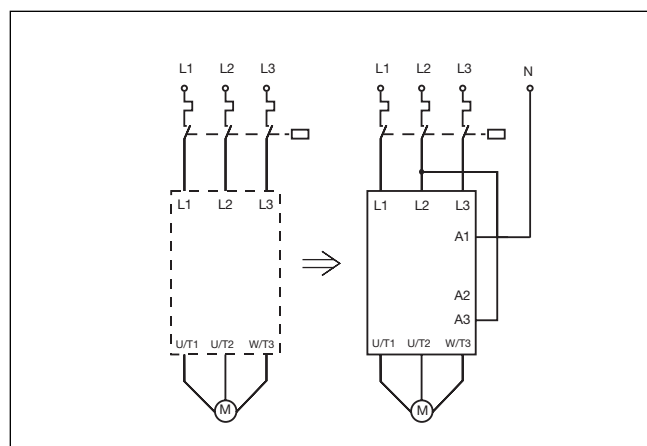 L1 L2 L3
L1 L2 L3 N
L1 L2 L3
L1 L2 L3
A1
A2
A3
U/T1 U/T2 W/T3
U/T1 U/T2 W/T3
M
M